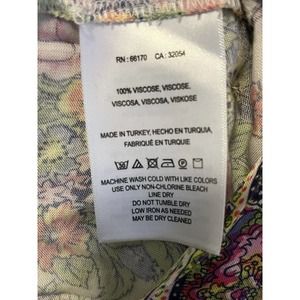 RN : 66170 CA : 32054
100% VISCOSE, VISCOSE,
VISCOSA, VISCOSA, VISKOSE
MADE IN TURKEY, HECHO EN TURQUIA,
FABRIQUÉ EN TURQUIE
MACHINE WASH COLD WITH LIKE COLORS
USE ONLY NON-CHLORINE BLEACH
LINE DRY
DO NOT TUMBLE DRY
LOW IRON AS NEEDED
MAY BE DRY CLEANED